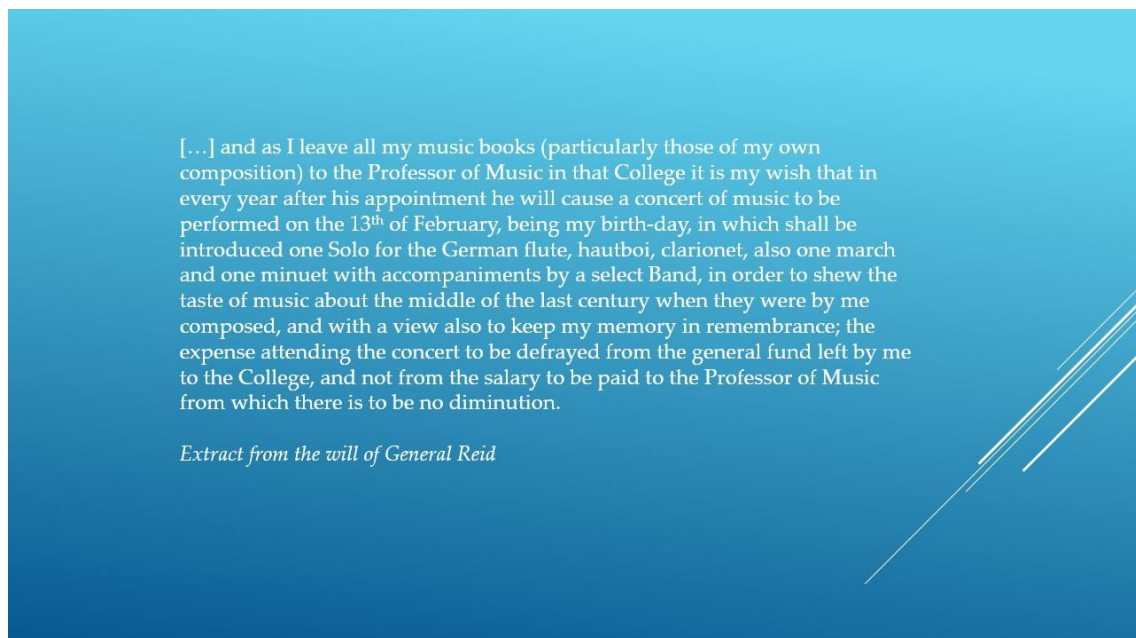 […] and as I leave all my music books (particularly those of my own
composition) to the Professor of Music in that College it is my wish that in
every year after his appointment he will cause a concert of music to be
performed on the 13th of February, being my birth-day, in which shall be
introduced one Solo for the German flute, hautboi, clarionet, also one march
and one minuet with accompaniments by a select Band, in order to shew the
taste of music about the middle of the last century when they were by me
composed, and with a view also to keep my memory in remembrance; the
expense attending the concert to be defrayed from the general fund left by me
to the College, and not from the salary to be paid to the Professor of Music
from which there is to be no diminution.
Extract from the will of General Reid